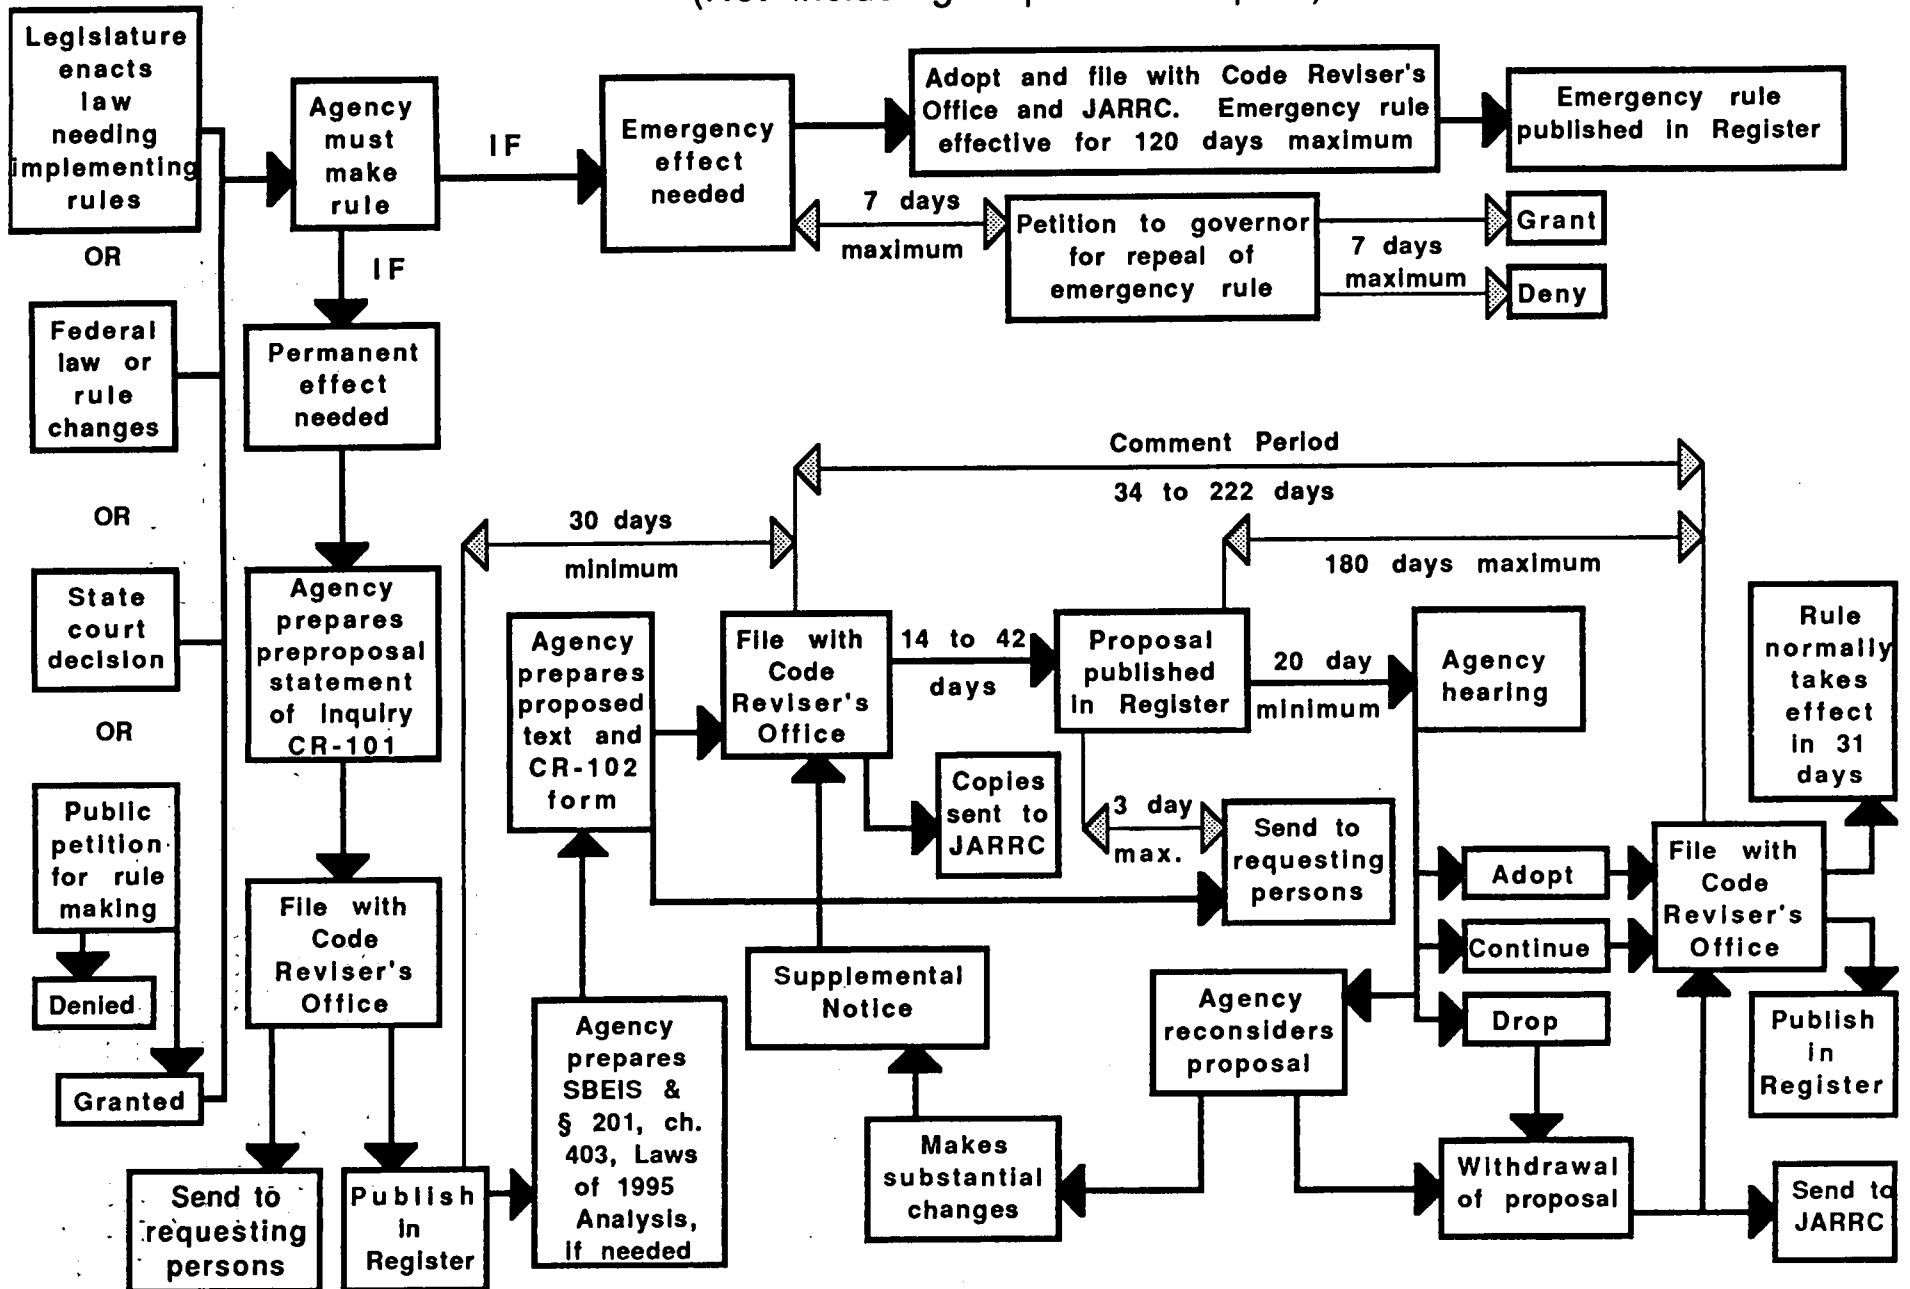 Legislature
enacts
law
needing
implementing
rules
OR
Federal
law or
rule
changes
OR
State
court
decision
OR
Public
petition
for rule
making
Denied
Granted
Agency
must
make
rule
IF
IF
Emergency
effect
needed
Adopt and file with Code Reviser's
Office and JARRC. Emergency rule
effective for 120 days maximum
Emergency rule
published in Register
7 days
maximum
Petition to governor
for repeal of
emergency rule
7 days
maximum
Grant
Deny
Permanent
effect
needed
Agency
prepares
preproposal
statement
of inquiry
CR-101
File with
Code
Reviser's
Office
Send to
requesting
persons
Publish
in
Register
30 days
minimum
Agency
prepares
SBEIS &
§ 201, ch.
403, Laws
of 1995
Analysis,
if needed
Agency
prepares
proposed
text and
CR-102
form
File with
Code
Reviser's
Office
Comment Period
34 to 222 days
14 to 42
days
Copies
sent to
JARRC
Proposal
published
in Register
180 days maximum
20 day
minimum
Agency
hearing
3 day
max.
Send to
requesting
persons
Adopt
Continue
Drop
File with
Code
Reviser's
Office
Rule
normally
takes
effect
in 31
days
Publish
in
Register
Supplemental
Notice
Agency
reconsiders
proposal
Makes
substantial
changes
Withdrawal
of proposal
Send to
JARRC